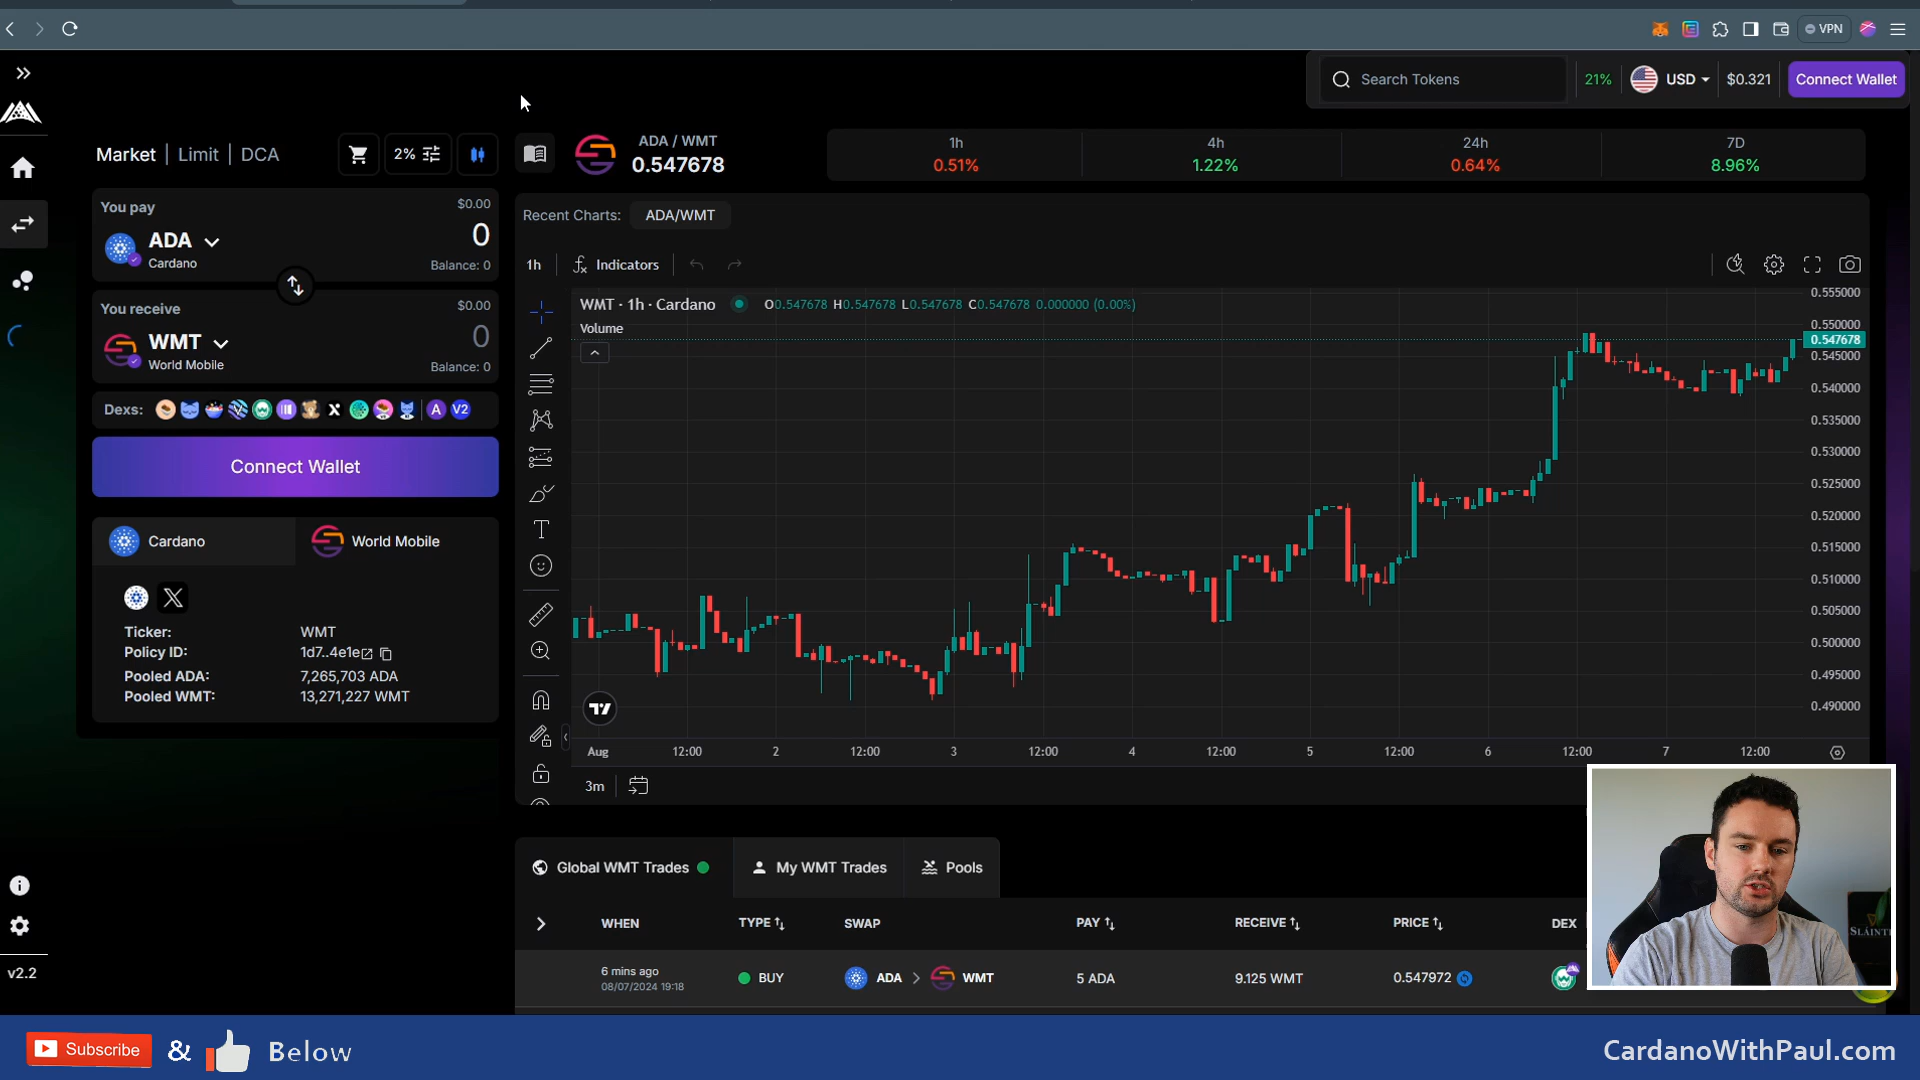 VPN
Search Tokens
21%
USD
$0.321
Connect Wallet
Market | Limit | DCA
2%
ADA / WMT
0.547678
1h
0.51%
4h
1.22%
24h
0.64%
7D
8.96%
You pay
$0.00
ADA
0
Cardano
Balance: 0
You receive
$0.00
WMT
0
World Mobile
Balance: 0
Dexs:
X
A
V2
Connect Wallet
Cardano
World Mobile
X
Ticker: WMT
Policy ID: 1d7..4e1e
Pooled ADA: 7,265,703 ADA
Pooled WMT: 13,271,227 WMT
Recent Charts: ADA/WMT
1h
Indicators
WMT · 1h · Cardano
O0.547678 H0.547678 L0.547678 C0.547678 0.000000 (0.00%)
Volume
0.555000
0.550000
0.547678
0.545000
0.540000
0.535000
0.530000
0.525000
0.520000
0.515000
0.510000
0.505000
0.500000
0.495000
0.490000
Aug 12:00 2 12:00 3 12:00 4 12:00 5 12:00 6 12:00 7 12:00
3m
Global WMT Trades
My WMT Trades
Pools
WHEN TYPE SWAP PAY RECEIVE PRICE DEX
6 mins ago
08/07/2024 19:18
BUY
ADA > WMT
5 ADA
9.125 WMT
0.547972
SLÁINTE
v2.2
Subscribe & Below
CardanoWithPaul.com